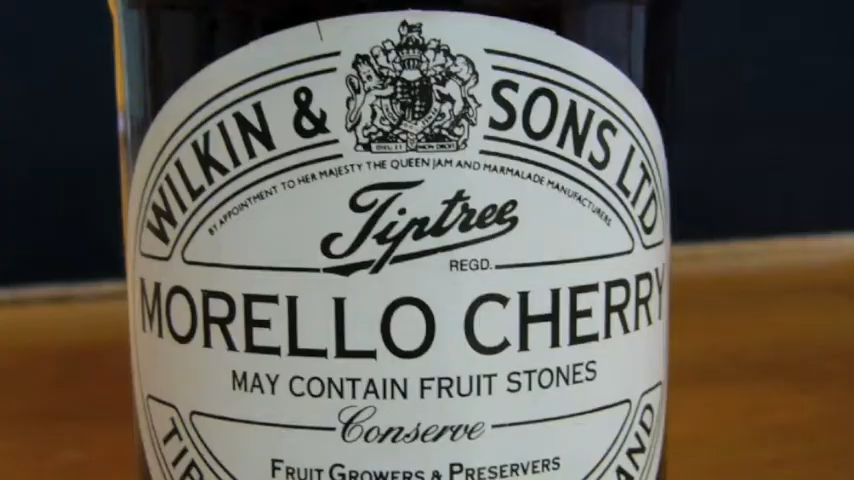 WILKIN & SONS LTD
BY APPOINTMENT TO HER MAJESTY THE QUEEN JAM AND MARMALADE MANUFACTURERS.
Tiptree
REGD.
MORELLO CHERRY
MAY CONTAIN FRUIT STONES
Conserve
FRUIT GROWERS & PRESERVERS